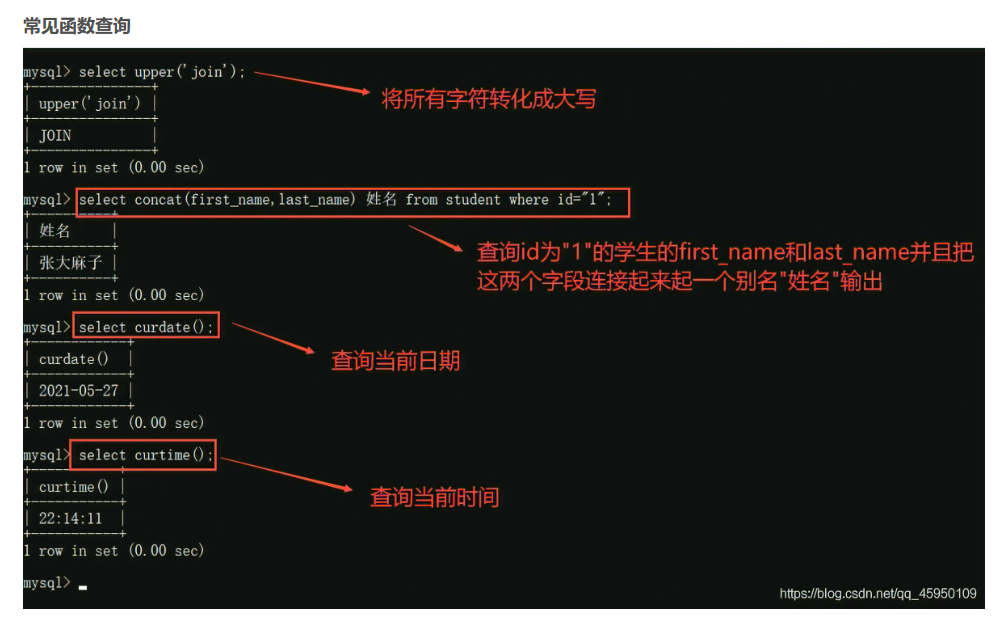 常见函数查询
mysql> select upper('join');
将所有字符转化成大写
+---------------+
| upper('join') |
+---------------+
| JOIN          |
+---------------+
1 row in set (0.00 sec)
mysql> select concat(first_name,last_name) 姓名 from student where id="1";
+----------+
| 姓名     |
+----------+
| 张大麻子 |
+----------+
查询id为"1"的学生的first_name和last_name并且把
这两个字段连接起来起一个别名"姓名"输出
1 row in set (0.00 sec)
mysql> select curdate();
+------------+
| curdate()  |
+------------+
| 2021-05-27 |
+------------+
查询当前日期
1 row in set (0.00 sec)
mysql> select curtime();
+-----------+
| curtime() |
+-----------+
| 22:14:11  |
+-----------+
查询当前时间
1 row in set (0.00 sec)
mysql>
https://blog.csdn.net/qq_45950109